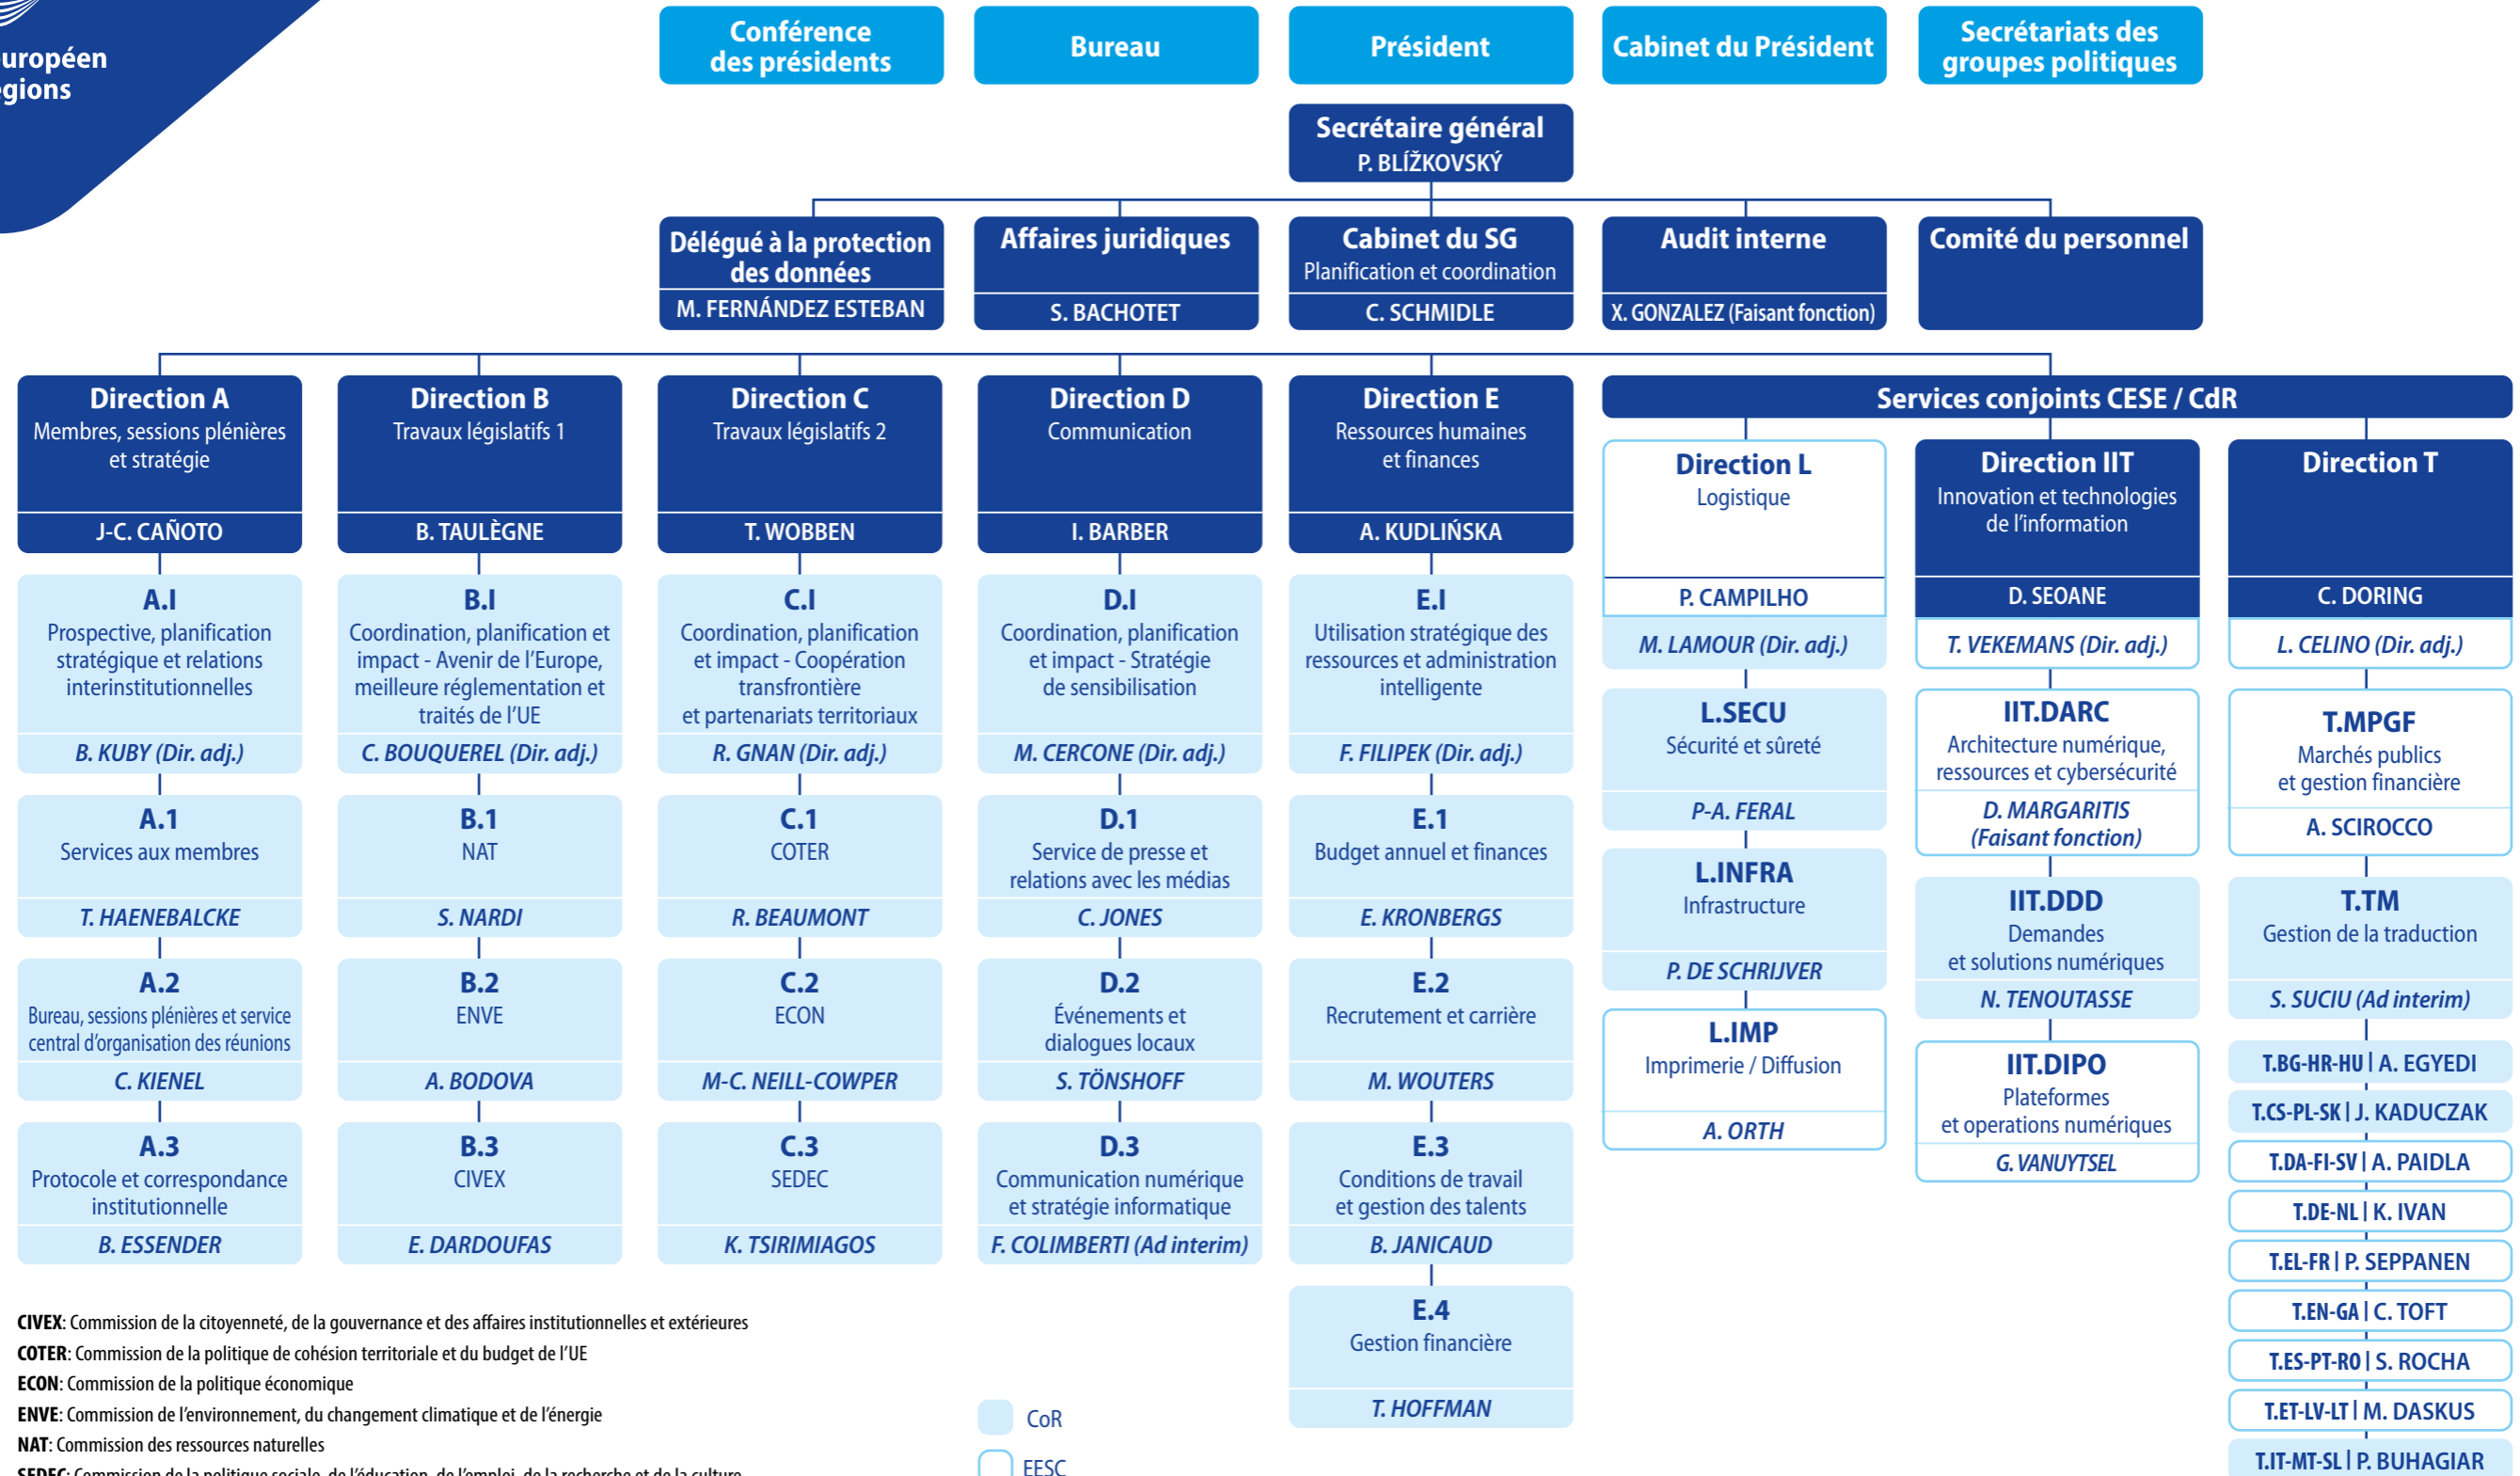 uropéen
égions
Conférence
des présidents
Bureau
Président
Cabinet du Président
Secrétariats des
groupes politiques
Secrétaire général
P. BLÍŽKOVSKÝ
Délégué à la protection
des données
M. FERNÁNDEZ ESTEBAN
Affaires juridiques
S. BACHOTET
Cabinet du SG
Planification et coordination
C. SCHMIDLE
Audit interne
X. GONZALEZ (Faisant fonction)
Comité du personnel
Direction A
Membres, sessions plénières
et stratégie
J-C. CAÑOTO
A.I
Prospective, planification
stratégique et relations
interinstitutionnelles
B. KUBY (Dir. adj.)
A.1
Services aux membres
T. HAENEBALCKE
A.2
Bureau, sessions plénières et service
central d'organisation des réunions
C. KIENEL
A.3
Protocole et correspondance
institutionnelle
B. ESSENDER
Direction B
Travaux législatifs 1
B. TAULÈGNE
B.I
Coordination, planification et
impact - Avenir de l'Europe,
meilleure réglementation et
traités de l'UE
C. BOUQUEREL (Dir. adj.)
B.1
NAT
S. NARDI
B.2
ENVE
A. BODOVA
B.3
CIVEX
E. DARDOUFAS
Direction C
Travaux législatifs 2
T. WOBBEN
C.I
Coordination, planification
et impact - Coopération
transfrontière
et partenariats territoriaux
R. GNAN (Dir. adj.)
C.1
COTER
R. BEAUMONT
C.2
ECON
M-C. NEILL-COWPER
C.3
SEDEC
K. TSIRIMIAGOS
Direction D
Communication
I. BARBER
D.I
Coordination, planification
et impact - Stratégie
de sensibilisation
M. CERCONE (Dir. adj.)
D.1
Service de presse et
relations avec les médias
C. JONES
D.2
Événements et
dialogues locaux
S. TÖNSHOFF
D.3
Communication numérique
et stratégie informatique
F. COLIMBERTI (Ad interim)
Direction E
Ressources humaines
et finances
A. KUDLIŃSKA
E.I
Utilisation stratégique des
ressources et administration
intelligente
F. FILIPEK (Dir. adj.)
E.1
Budget annuel et finances
E. KRONBERGS
E.2
Recrutement et carrière
M. WOUTERS
E.3
Conditions de travail
et gestion des talents
B. JANICAUD
E.4
Gestion financière
T. HOFFMAN
Services conjoints CESE / CdR
Direction L
Logistique
P. CAMPILHO
M. LAMOUR (Dir. adj.)
L.SECU
Sécurité et sûreté
P-A. FERAL
L.INFRA
Infrastructure
P. DE SCHRIJVER
L.IMP
Imprimerie / Diffusion
A. ORTH
Direction IIT
Innovation et technologies
de l'information
D. SEOANE
T. VEKEMANS (Dir. adj.)
IIT.DARC
Architecture numérique,
ressources et cybersécurité
D. MARGARITIS
(Faisant fonction)
IIT.DDD
Demandes
et solutions numériques
N. TENOUTASSE
IIT.DIPO
Plateformes
et operations numériques
G. VANUYTSEL
Direction T
C. DORING
L. CELINO (Dir. adj.)
T.MPGF
Marchés publics
et gestion financière
A. SCIROCCO
T.TM
Gestion de la traduction
S. SUCIU (Ad interim)
T.BG-HR-HU | A. EGYEDI
T.CS-PL-SK | J. KADUCZAK
T.DA-FI-SV | A. PAIDLA
T.DE-NL | K. IVAN
T.EL-FR | P. SEPPANEN
T.EN-GA | C. TOFT
T.ES-PT-RO | S. ROCHA
T.ET-LV-LT | M. DASKUS
T.IT-MT-SL | P. BUHAGIAR
CIVEX: Commission de la citoyenneté, de la gouvernance et des affaires institutionnelles et extérieures
COTER: Commission de la politique de cohésion territoriale et du budget de l'UE
ECON: Commission de la politique économique
ENVE: Commission de l'environnement, du changement climatique et de l'énergie
NAT: Commission des ressources naturelles
SEDEC: Commission de la politique sociale, de l'éducation, de l'emploi, de la recherche et de la culture
CoR
EESC